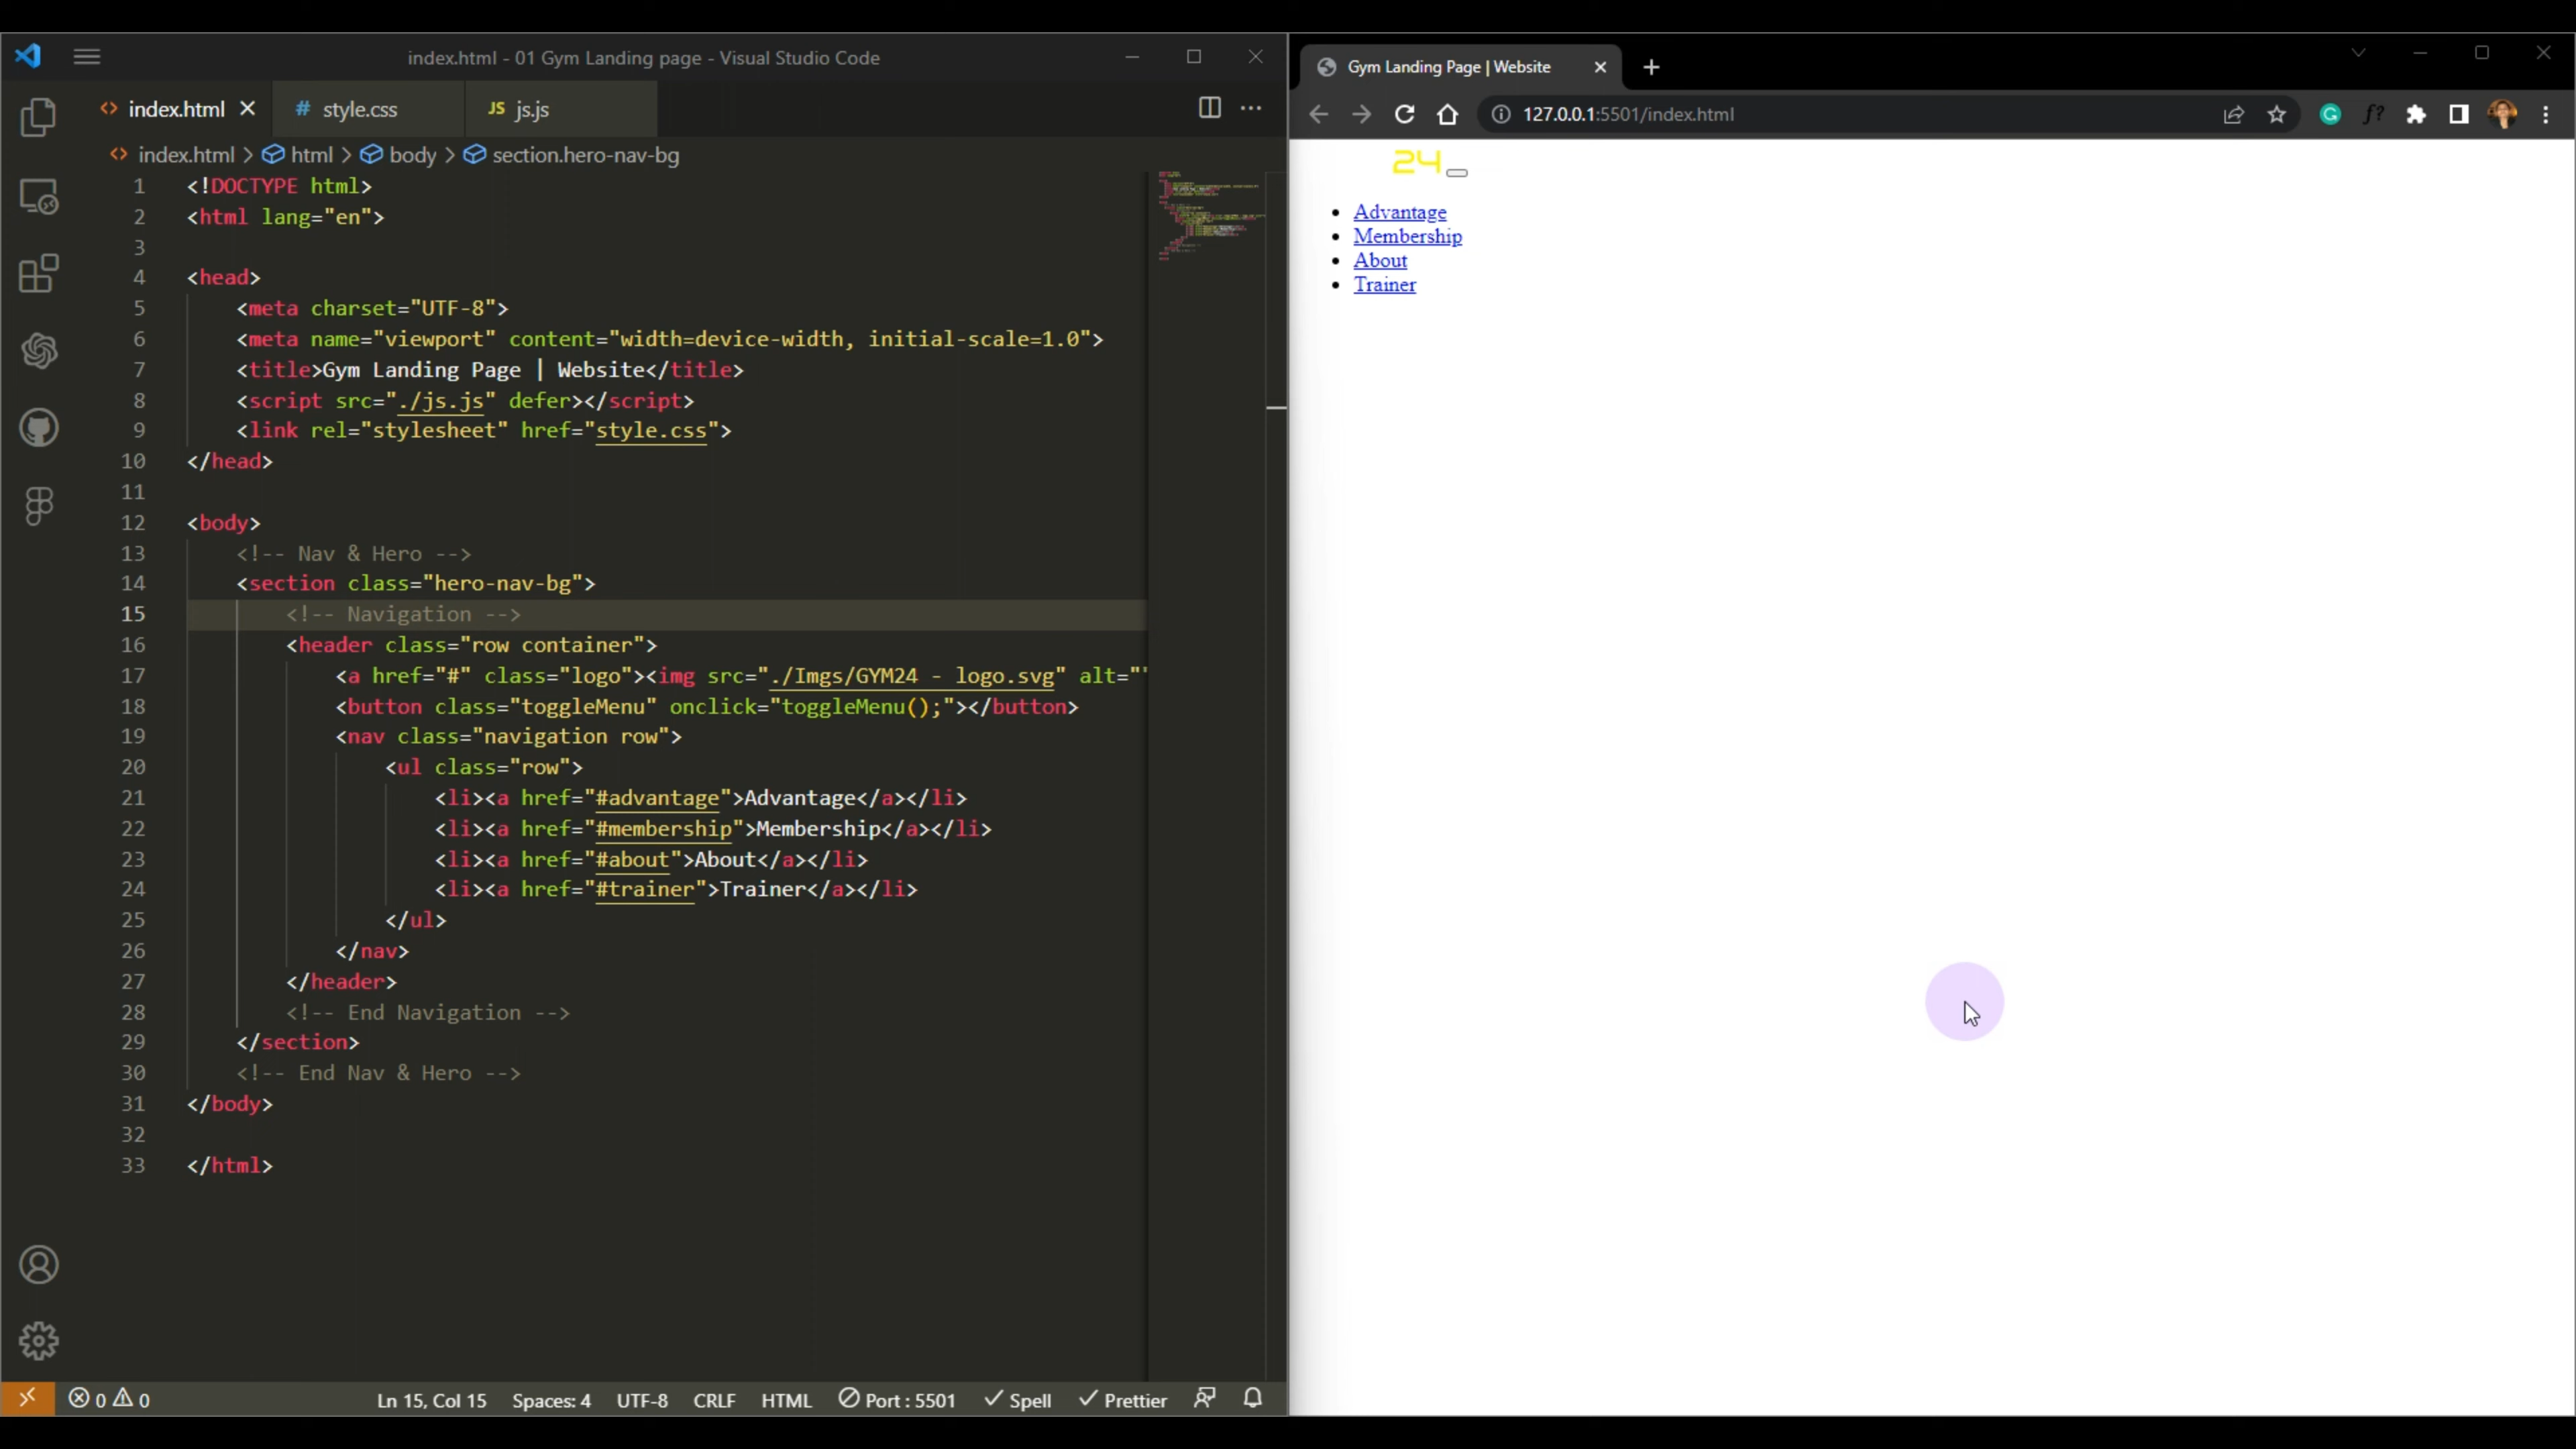 index.html - 01 Gym Landing page - Visual Studio Code
index.html
# style.css
JS js.js
index.html > html > body > section.hero-nav-bg
1 <!DOCTYPE html>
2 <html lang="en">
3
4 <head>
5 <meta charset="UTF-8">
6 <meta name="viewport" content="width=device-width, initial-scale=1.0">
7 <title>Gym Landing Page | Website</title>
8 <script src="./js.js" defer></script>
9 <link rel="stylesheet" href="style.css">
10 </head>
11
12 <body>
13 <!-- Nav & Hero -->
14 <section class="hero-nav-bg">
15 <!-- Navigation -->
16 <header class="row container">
17 <a href="#" class="logo"><img src="./Imgs/GYM24 - logo.svg" alt=""
18 <button class="toggleMenu" onclick="toggleMenu();"></button>
19 <nav class="navigation row">
20 <ul class="row">
21 <li><a href="#advantage">Advantage</a></li>
22 <li><a href="#membership">Membership</a></li>
23 <li><a href="#about">About</a></li>
24 <li><a href="#trainer">Trainer</a></li>
25 </ul>
26 </nav>
27 </header>
28 <!-- End Navigation -->
29 </section>
30 <!-- End Nav & Hero -->
31 </body>
32
33 </html>
0 0
Ln 15, Col 15
Spaces: 4
UTF-8
CRLF
HTML
Port : 5501
Spell
Prettier
Gym Landing Page | Website
127.0.0.1:5501/index.html
f?
24
Advantage
Membership
About
Trainer